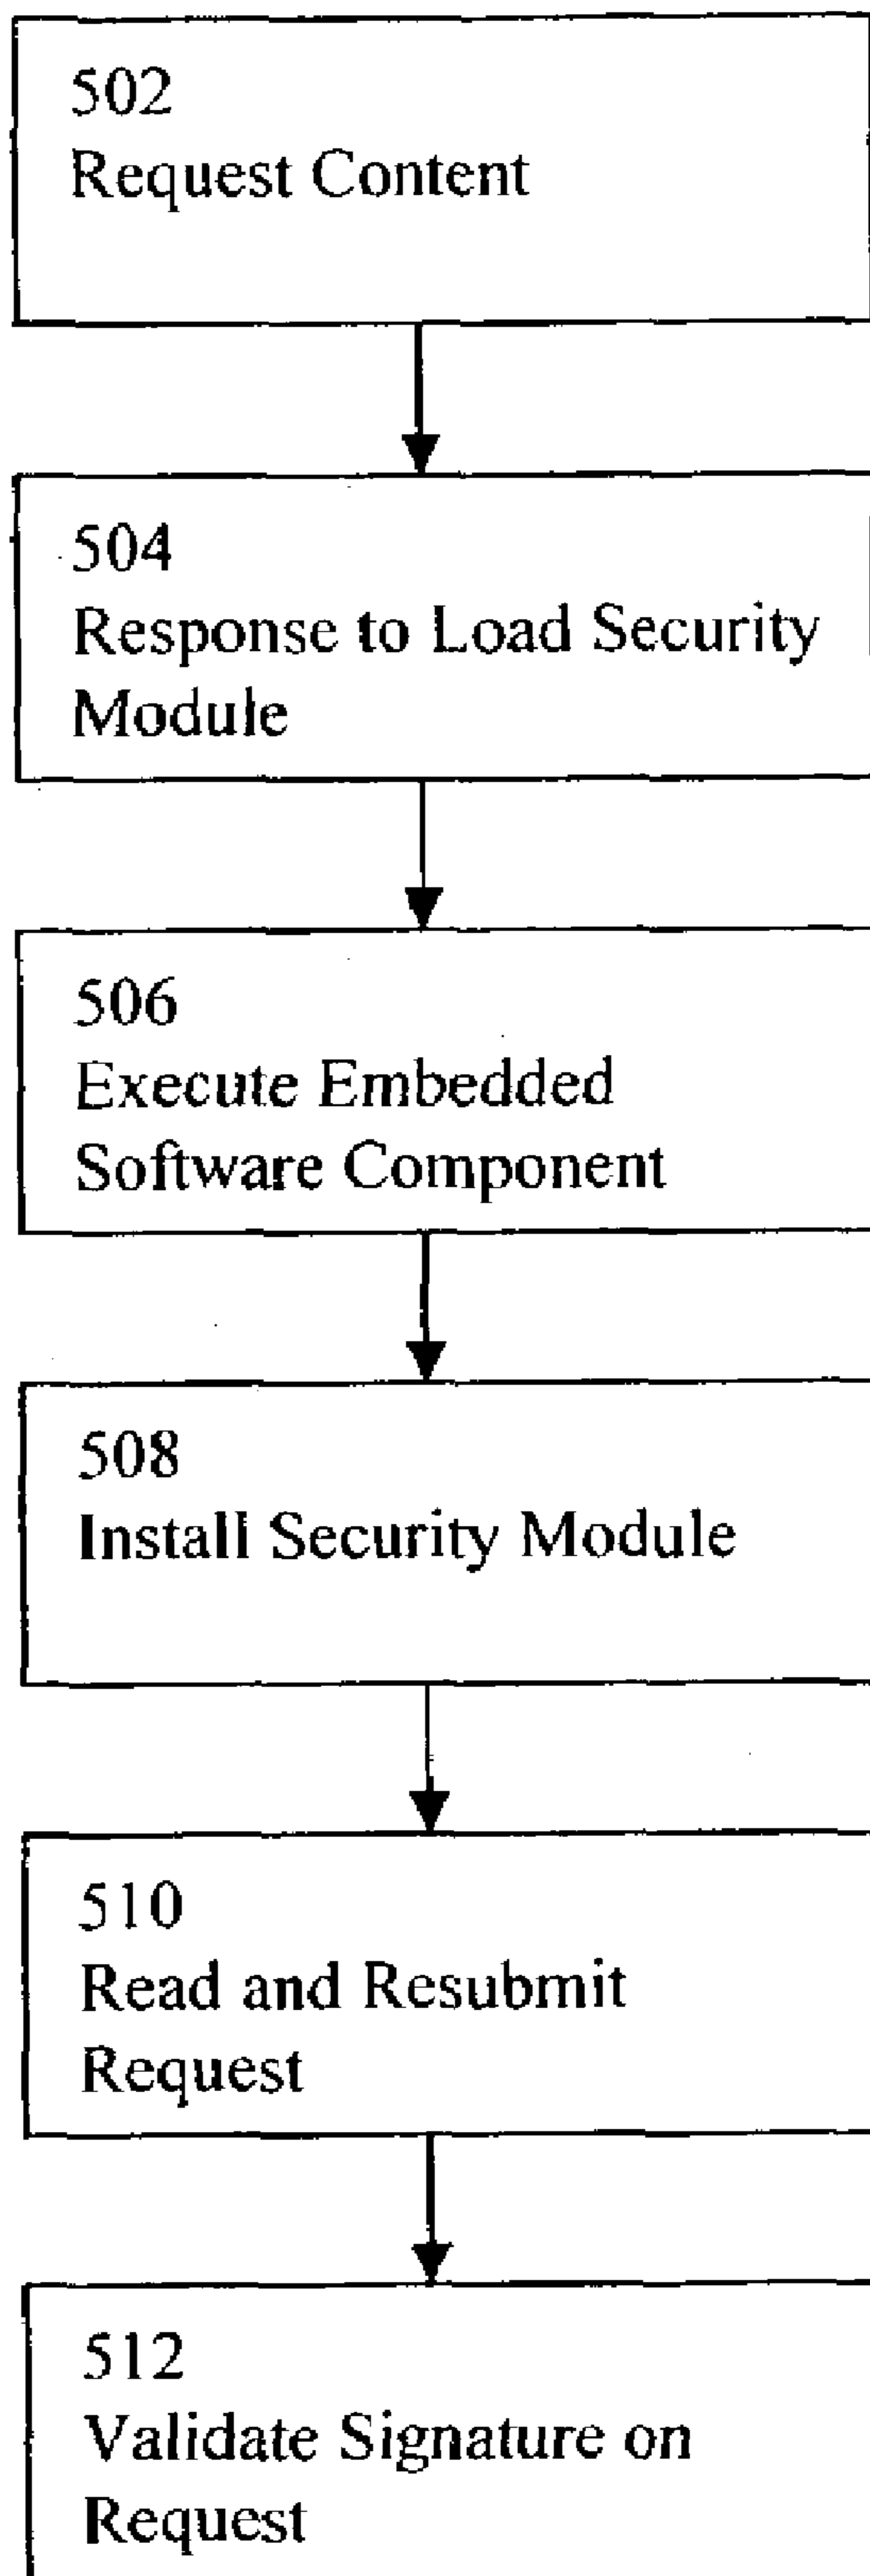 502
Request Content
504
Response to Load Security
Module
506
Execute Embedded
Software Component
508
Install Security Module
510
Read and Resubmit
Request
512
Validate Signature on
Request